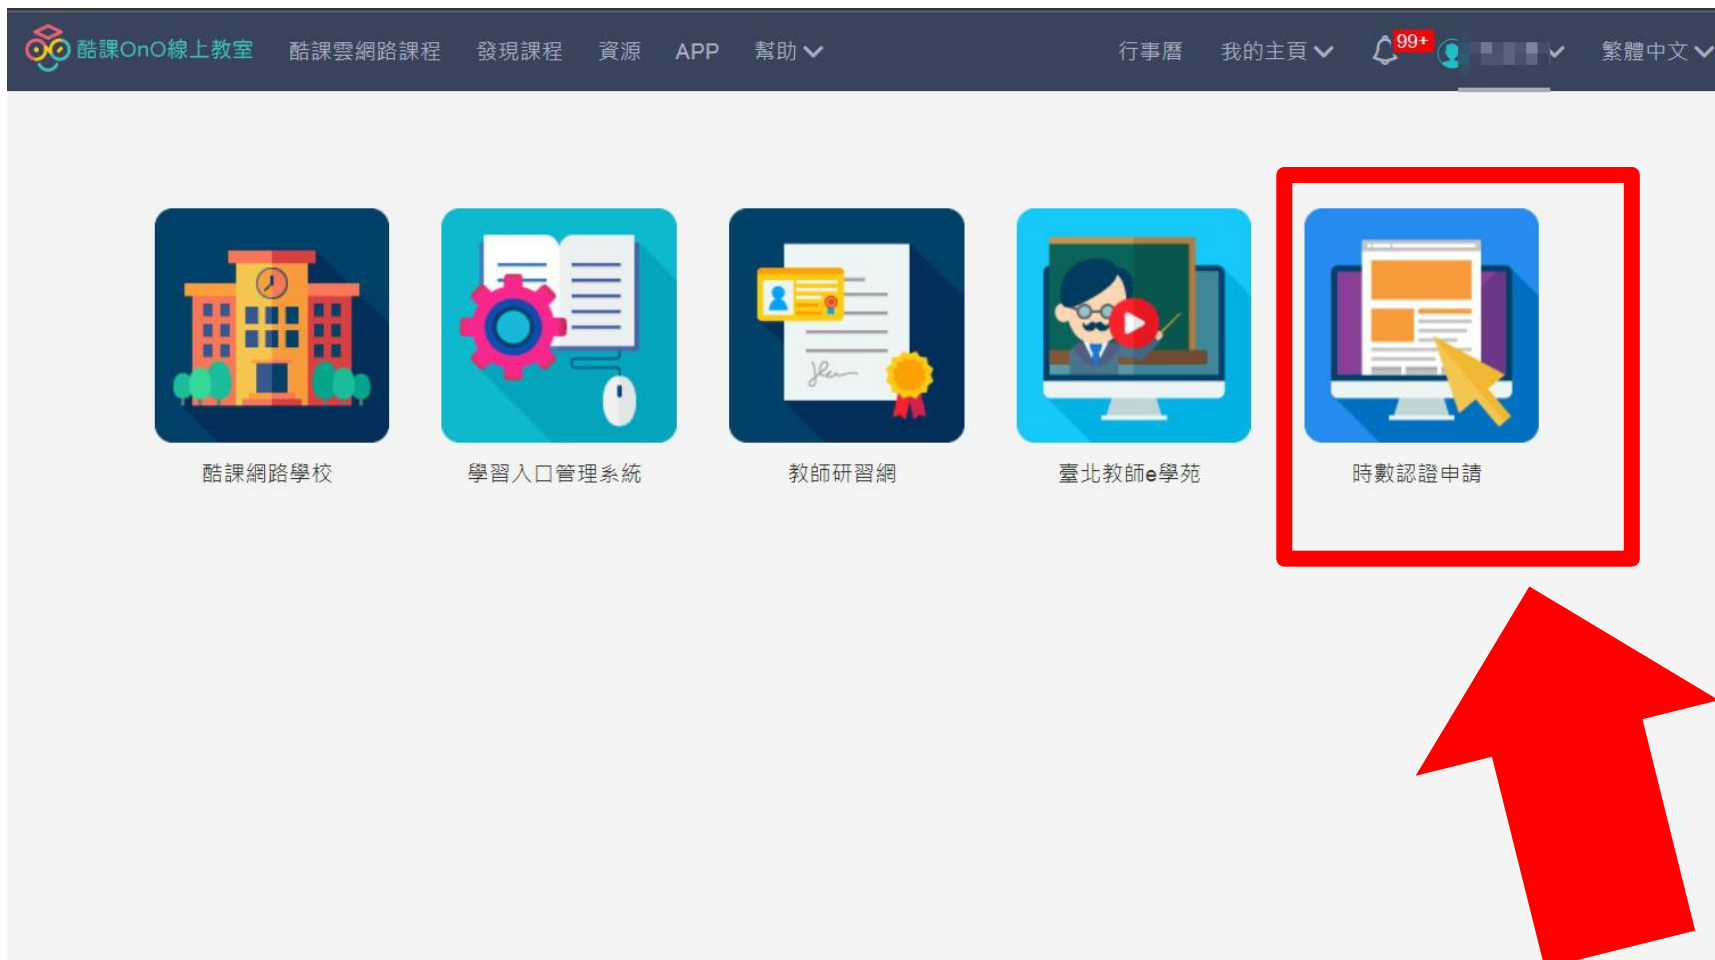 酷課OnO線上教室 酷課雲網路課程 發現課程 資源 APP 幫助 行事曆 我的主頁 99+ 繁體中文
酷課網路學校 學習入口管理系統 教師研習網 臺北教師e學苑 時數認證申請